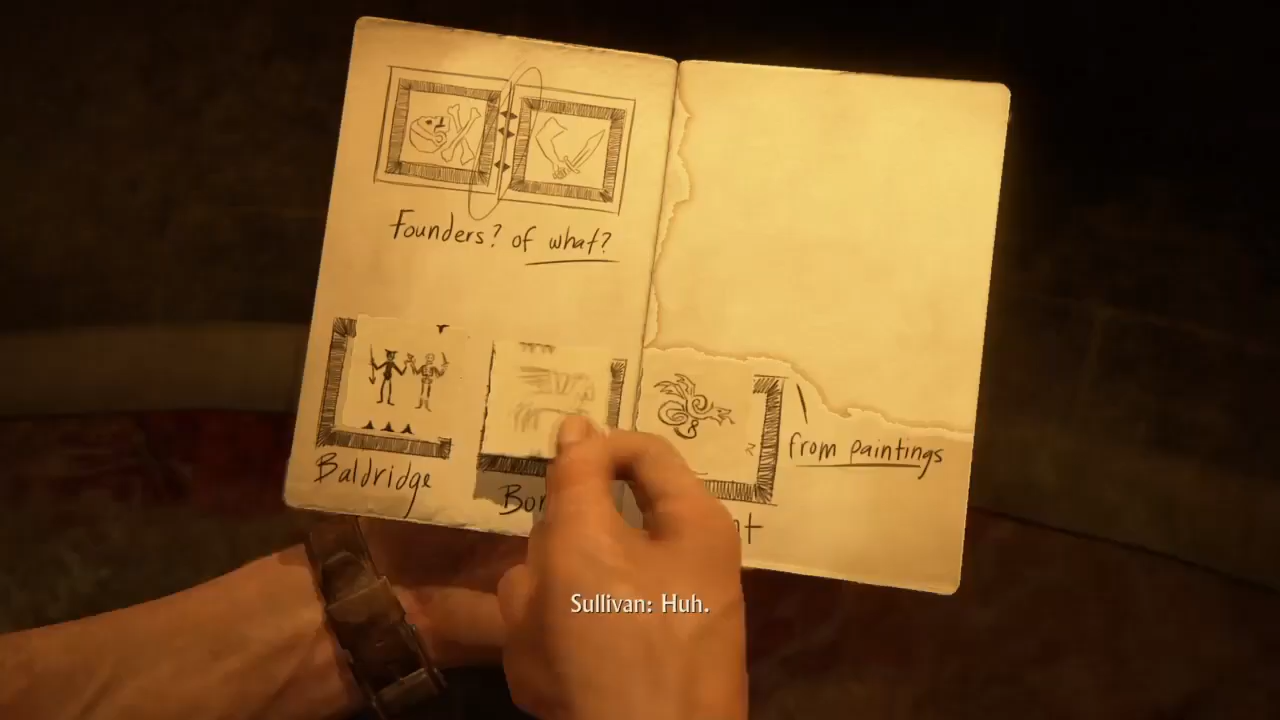 Founders? of what?
from paintings
Baldridge
Sullivan: Huh.